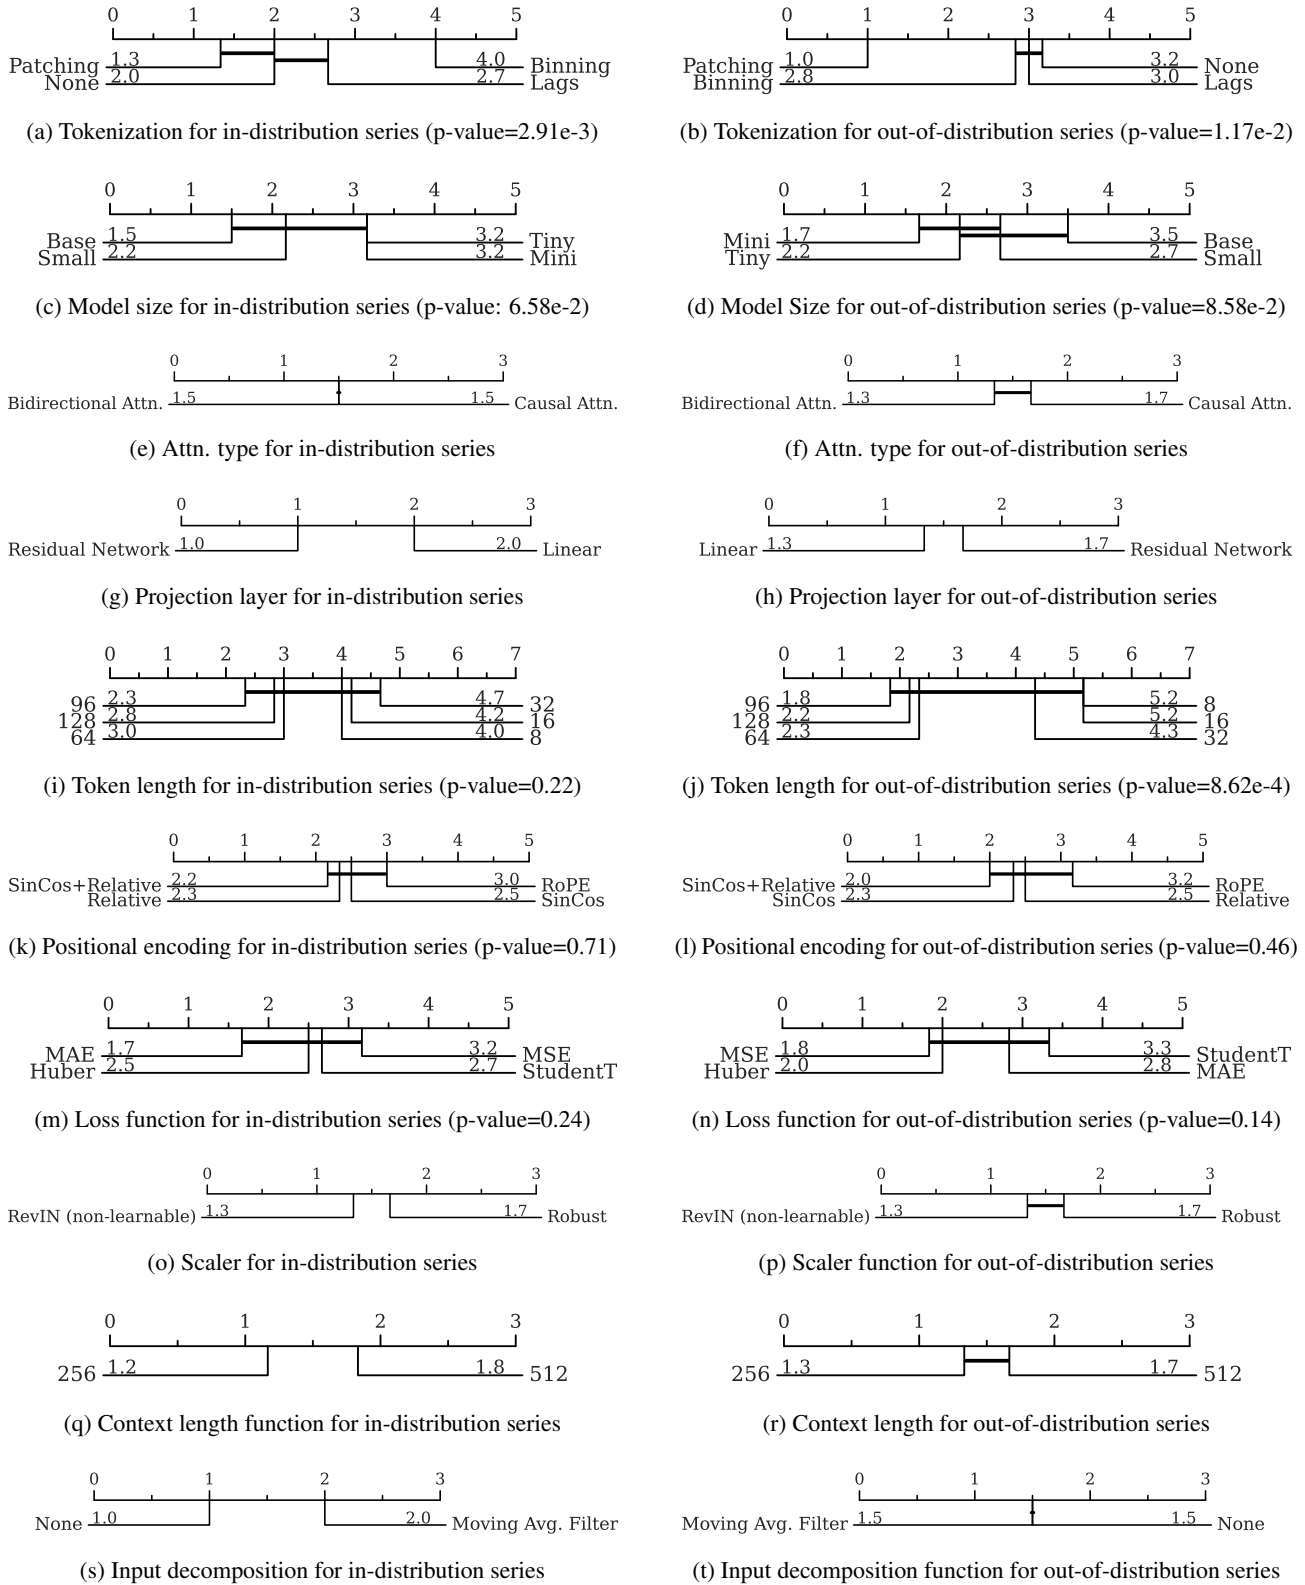 0 1 2 3 4 5
Patching 1.3 4.0 Binning
None 2.0 2.7 Lags
(a) Tokenization for in-distribution series (p-value=2.91e-3)
0 1 2 3 4 5
Patching 1.0 3.2 None
Binning 2.8 3.0 Lags
(b) Tokenization for out-of-distribution series (p-value=1.17e-2)
0 1 2 3 4 5
Base 1.5 3.2 Tiny
Small 2.2 3.2 Mini
(c) Model size for in-distribution series (p-value: 6.58e-2)
0 1 2 3 4 5
Mini 1.7 3.5 Base
Tiny 2.2 2.7 Small
(d) Model Size for out-of-distribution series (p-value=8.58e-2)
0 1 2 3
Bidirectional Attn. 1.5 1.5 Causal Attn.
(e) Attn. type for in-distribution series
0 1 2 3
Bidirectional Attn. 1.3 1.7 Causal Attn.
(f) Attn. type for out-of-distribution series
0 1 2 3
Residual Network 1.0 2.0 Linear
(g) Projection layer for in-distribution series
0 1 2 3
Linear 1.3 1.7 Residual Network
(h) Projection layer for out-of-distribution series
0 1 2 3 4 5 6 7
96 2.3 4.7 32
128 2.8 4.2 16
64 3.0 4.0 8
(i) Token length for in-distribution series (p-value=0.22)
0 1 2 3 4 5 6 7
96 1.8 5.2 8
128 2.2 5.2 16
64 2.3 4.3 32
(j) Token length for out-of-distribution series (p-value=8.62e-4)
0 1 2 3 4 5
SinCos+Relative 2.2 3.0 RoPE
Relative 2.3 2.5 SinCos
(k) Positional encoding for in-distribution series (p-value=0.71)
0 1 2 3 4 5
SinCos+Relative 2.0 3.2 RoPE
SinCos 2.3 2.5 Relative
(l) Positional encoding for out-of-distribution series (p-value=0.46)
0 1 2 3 4 5
MAE 1.7 3.2 MSE
Huber 2.5 2.7 StudentT
(m) Loss function for in-distribution series (p-value=0.24)
0 1 2 3 4 5
MSE 1.8 3.3 StudentT
Huber 2.0 2.8 MAE
(n) Loss function for out-of-distribution series (p-value=0.14)
0 1 2 3
RevIN (non-learnable) 1.3 1.7 Robust
(o) Scaler for in-distribution series
0 1 2 3
RevIN (non-learnable) 1.3 1.7 Robust
(p) Scaler function for out-of-distribution series
0 1 2 3
256 1.2 1.8 512
(q) Context length function for in-distribution series
0 1 2 3
256 1.3 1.7 512
(r) Context length for out-of-distribution series
0 1 2 3
None 1.0 2.0 Moving Avg. Filter
(s) Input decomposition for in-distribution series
0 1 2 3
Moving Avg. Filter 1.5 1.5 None
(t) Input decomposition function for out-of-distribution series